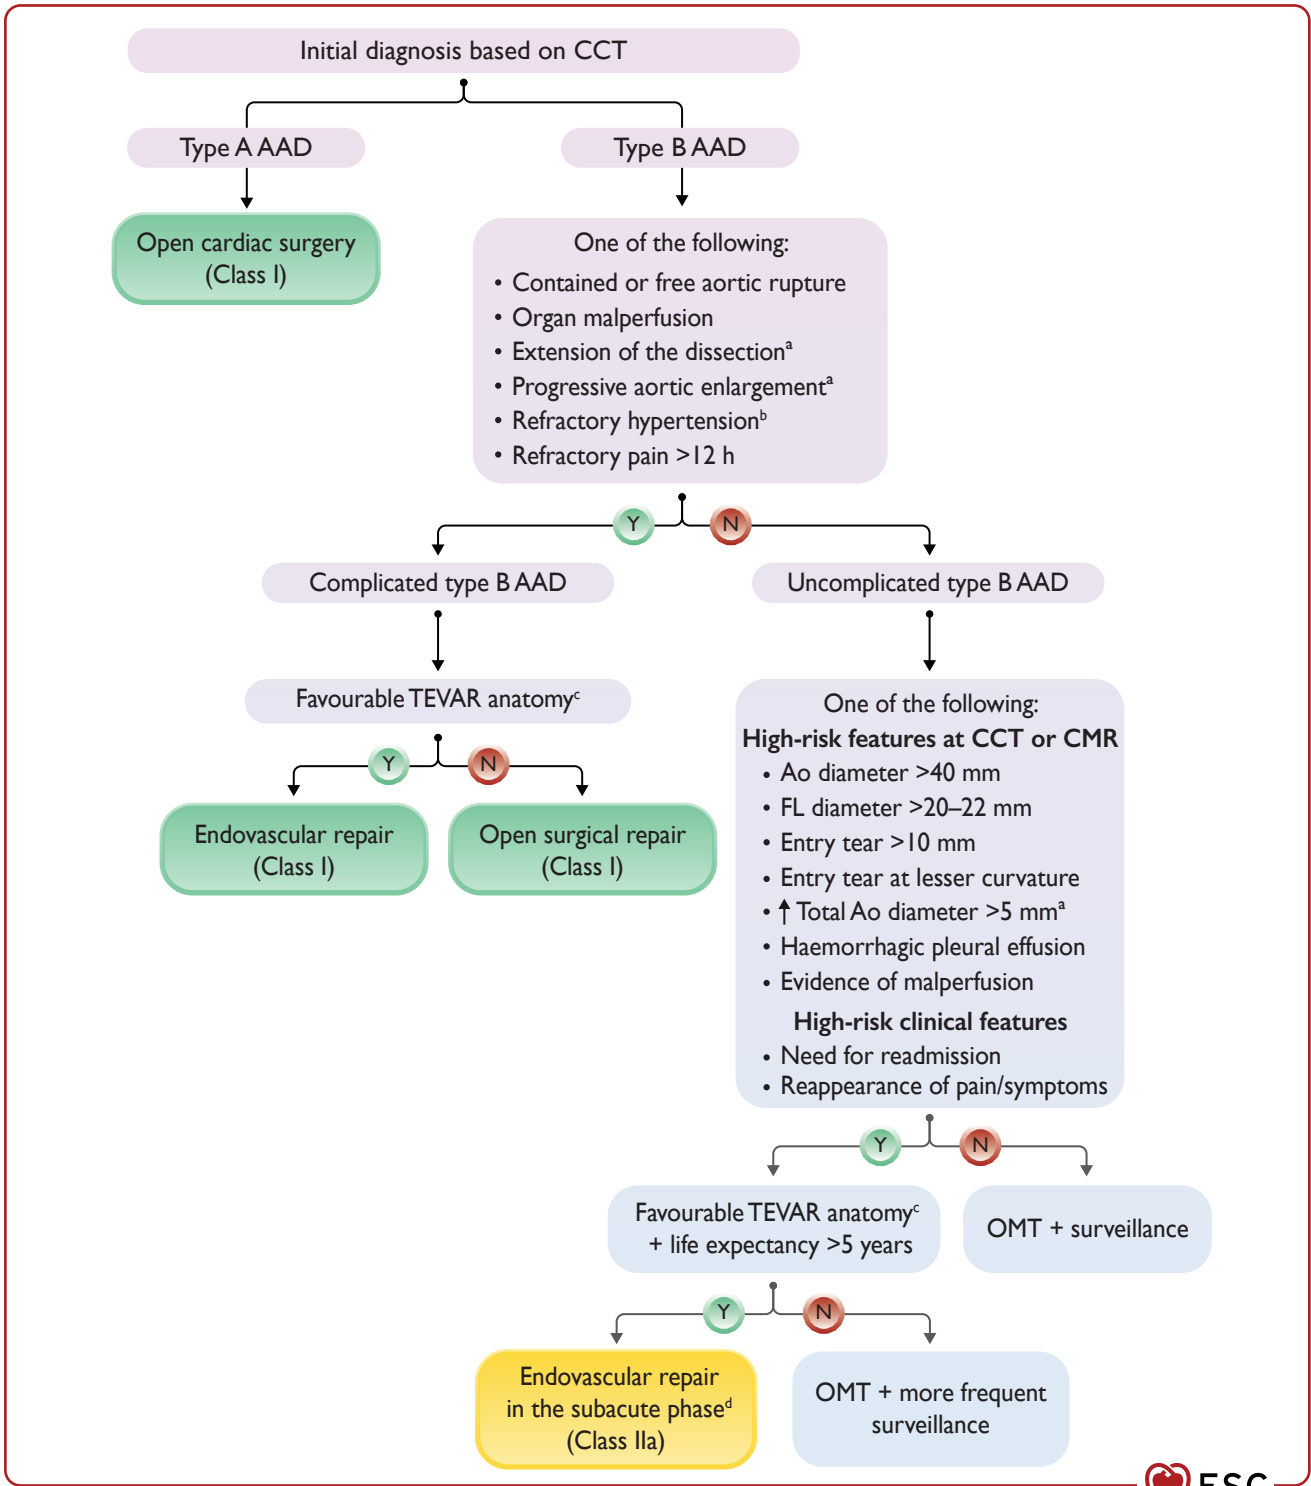 Initial diagnosis based on CCT
Type A AAD
Type B AAD
Open cardiac surgery
(Class I)
One of the following:
• Contained or free aortic rupture
• Organ malperfusion
• Extension of the dissectionᵃ
• Progressive aortic enlargementᵃ
• Refractory hypertensionᵇ
• Refractory pain >12 h
Y
N
Complicated type B AAD
Uncomplicated type B AAD
Favourable TEVAR anatomyᶜ
Y
N
Endovascular repair
(Class I)
Open surgical repair
(Class I)
One of the following:
High-risk features at CCT or CMR
• Ao diameter >40 mm
• FL diameter >20–22 mm
• Entry tear >10 mm
• Entry tear at lesser curvature
• ↑ Total Ao diameter >5 mmᵃ
• Haemorrhagic pleural effusion
• Evidence of malperfusion
High-risk clinical features
• Need for readmission
• Reappearance of pain/symptoms
Y
N
Favourable TEVAR anatomyᶜ
+ life expectancy >5 years
OMT + surveillance
Y
N
Endovascular repair
in the subacute phaseᵈ
(Class IIa)
OMT + more frequent
surveillance
ESC